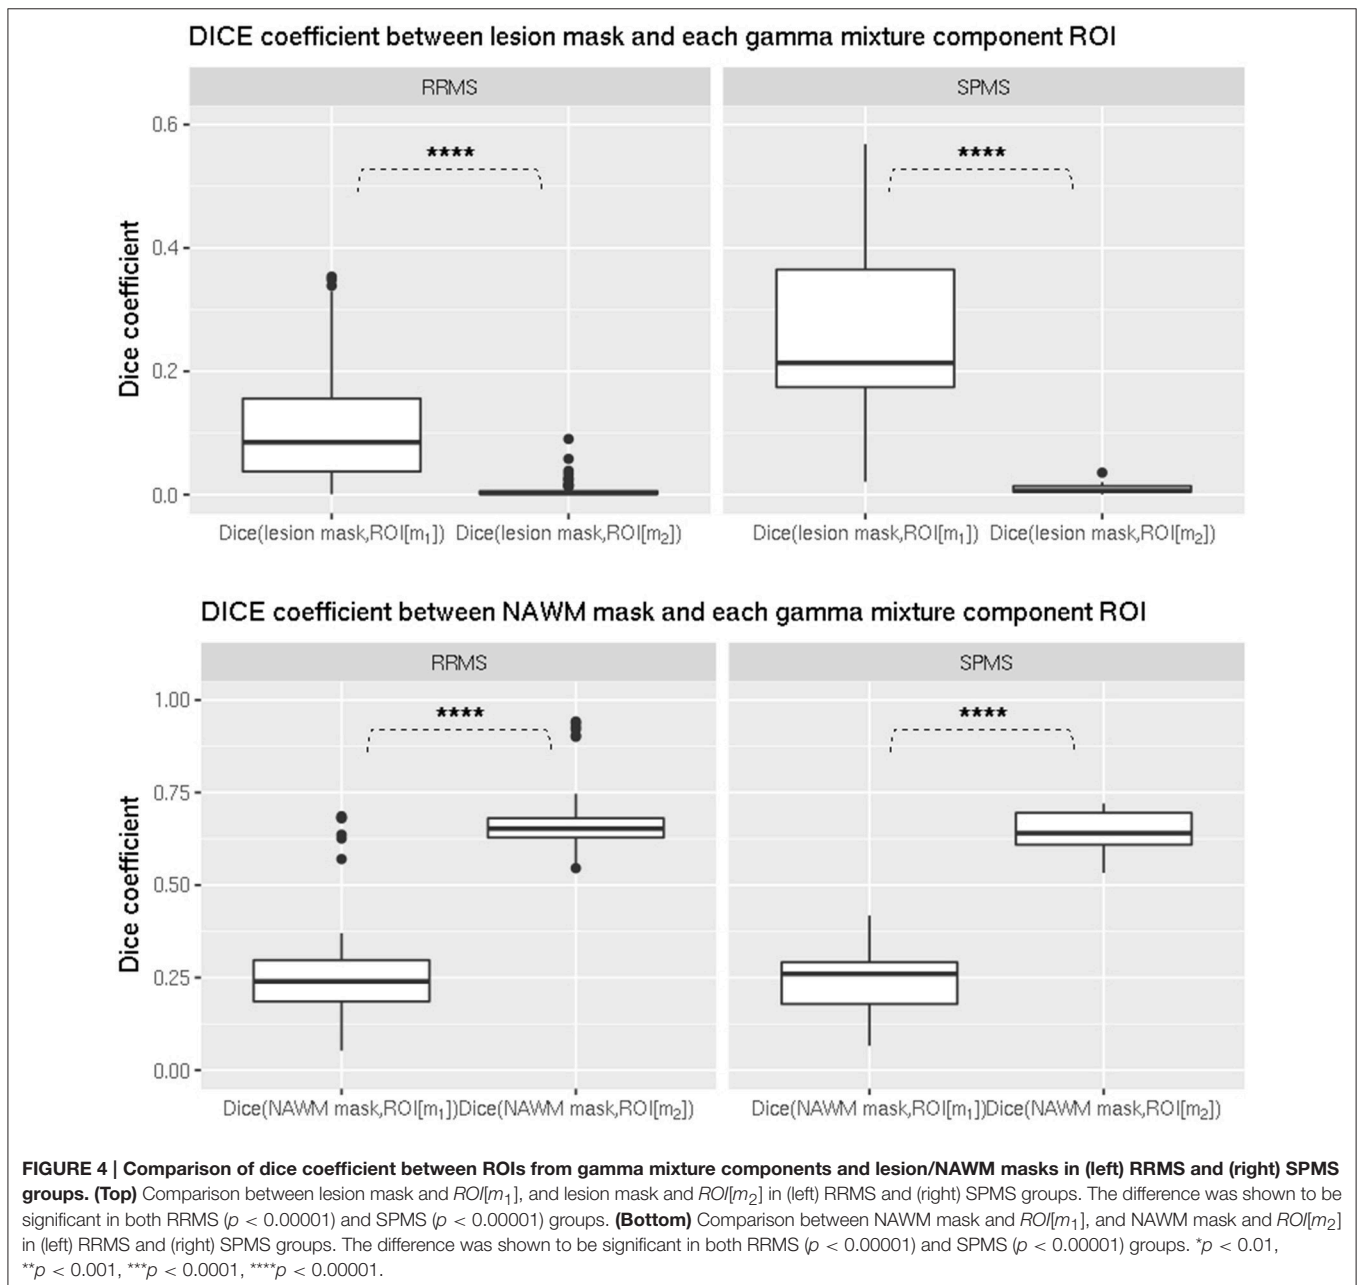 DICE coefficient between lesion mask and each gamma mixture component ROI
RRMS
SPMS
Dice coefficient
0.6
0.4
0.2
0.0
****
****
Dice(lesion mask,ROI[m₁])
Dice(lesion mask,ROI[m₂])
Dice(lesion mask,ROI[m₁])
Dice(lesion mask,ROI[m₂])
DICE coefficient between NAWM mask and each gamma mixture component ROI
RRMS
SPMS
Dice coefficient
1.00
0.75
0.50
0.25
0.00
****
****
Dice(NAWM mask,ROI[m₁])
Dice(NAWM mask,ROI[m₂])
Dice(NAWM mask,ROI[m₁])
Dice(NAWM mask,ROI[m₂])
FIGURE 4 | Comparison of dice coefficient between ROIs from gamma mixture components and lesion/NAWM masks in (left) RRMS and (right) SPMS
groups. (Top) Comparison between lesion mask and ROI[m₁], and lesion mask and ROI[m₂] in (left) RRMS and (right) SPMS groups. The difference was shown to be
significant in both RRMS (p < 0.00001) and SPMS (p < 0.00001) groups. (Bottom) Comparison between NAWM mask and ROI[m₁], and NAWM mask and ROI[m₂]
in (left) RRMS and (right) SPMS groups. The difference was shown to be significant in both RRMS (p < 0.00001) and SPMS (p < 0.00001) groups. *p < 0.01,
**p < 0.001, ***p < 0.0001, ****p < 0.00001.